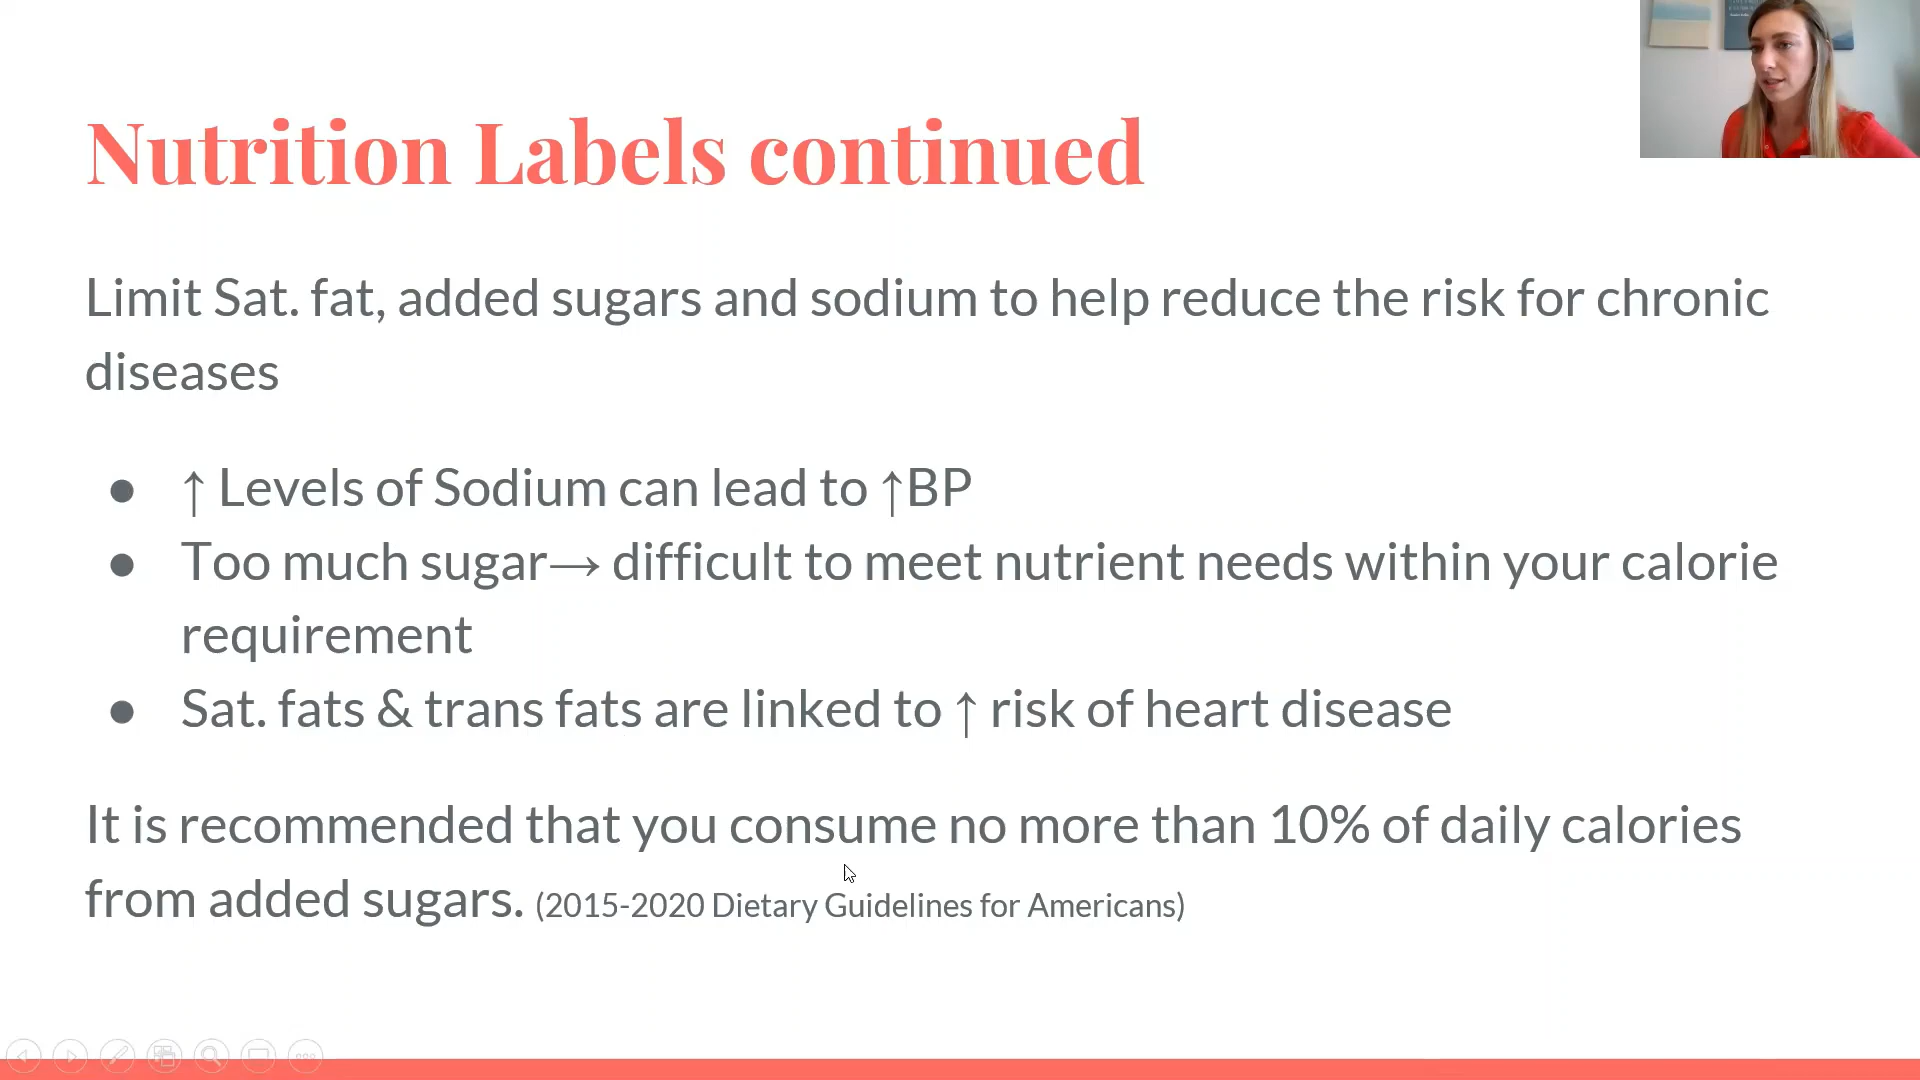 Nutrition Labels continued
Limit Sat. fat, added sugars and sodium to help reduce the risk for chronic
diseases
● ↑ Levels of Sodium can lead to ↑BP
● Too much sugar→ difficult to meet nutrient needs within your calorie
requirement
● Sat. fats & trans fats are linked to ↑ risk of heart disease
It is recommended that you consume no more than 10% of daily calories
from added sugars. (2015-2020 Dietary Guidelines for Americans)